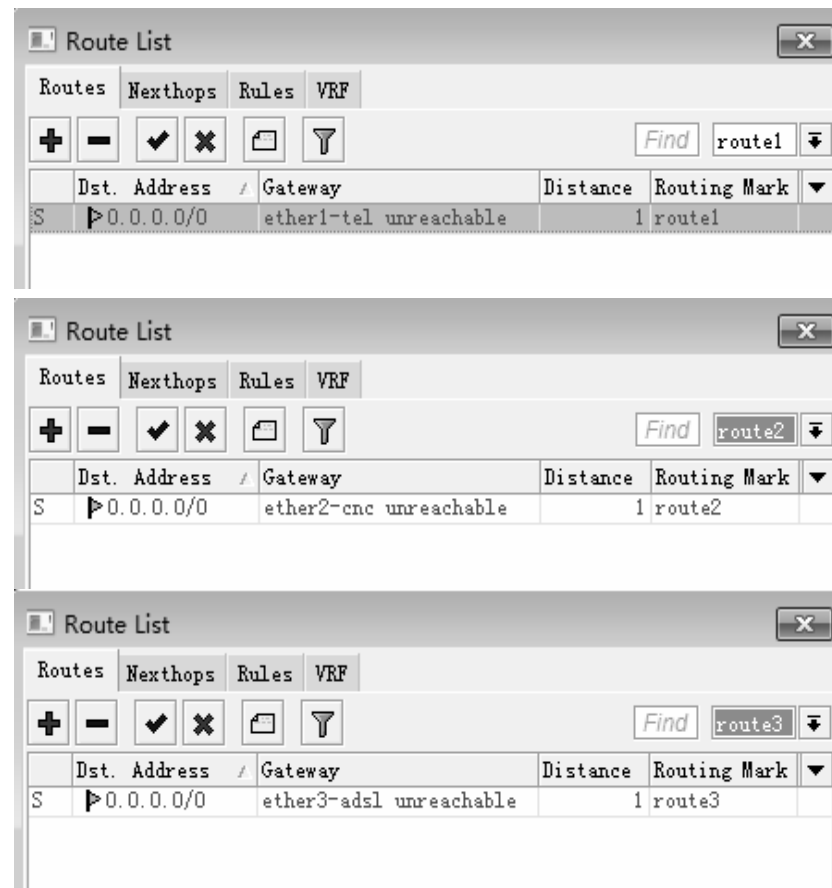 Route List
Routes Nexthops Rules VRF
Find route1
Dst. Address Gateway Distance Routing Mark
S 0.0.0.0/0 ether1-tel unreachable 1 route1
Route List
Routes Nexthops Rules VRF
Find route2
Dst. Address Gateway Distance Routing Mark
S 0.0.0.0/0 ether2-cnc unreachable 1 route2
Route List
Routes Nexthops Rules VRF
Find route3
Dst. Address Gateway Distance Routing Mark
S 0.0.0.0/0 ether3-adsl unreachable 1 route3